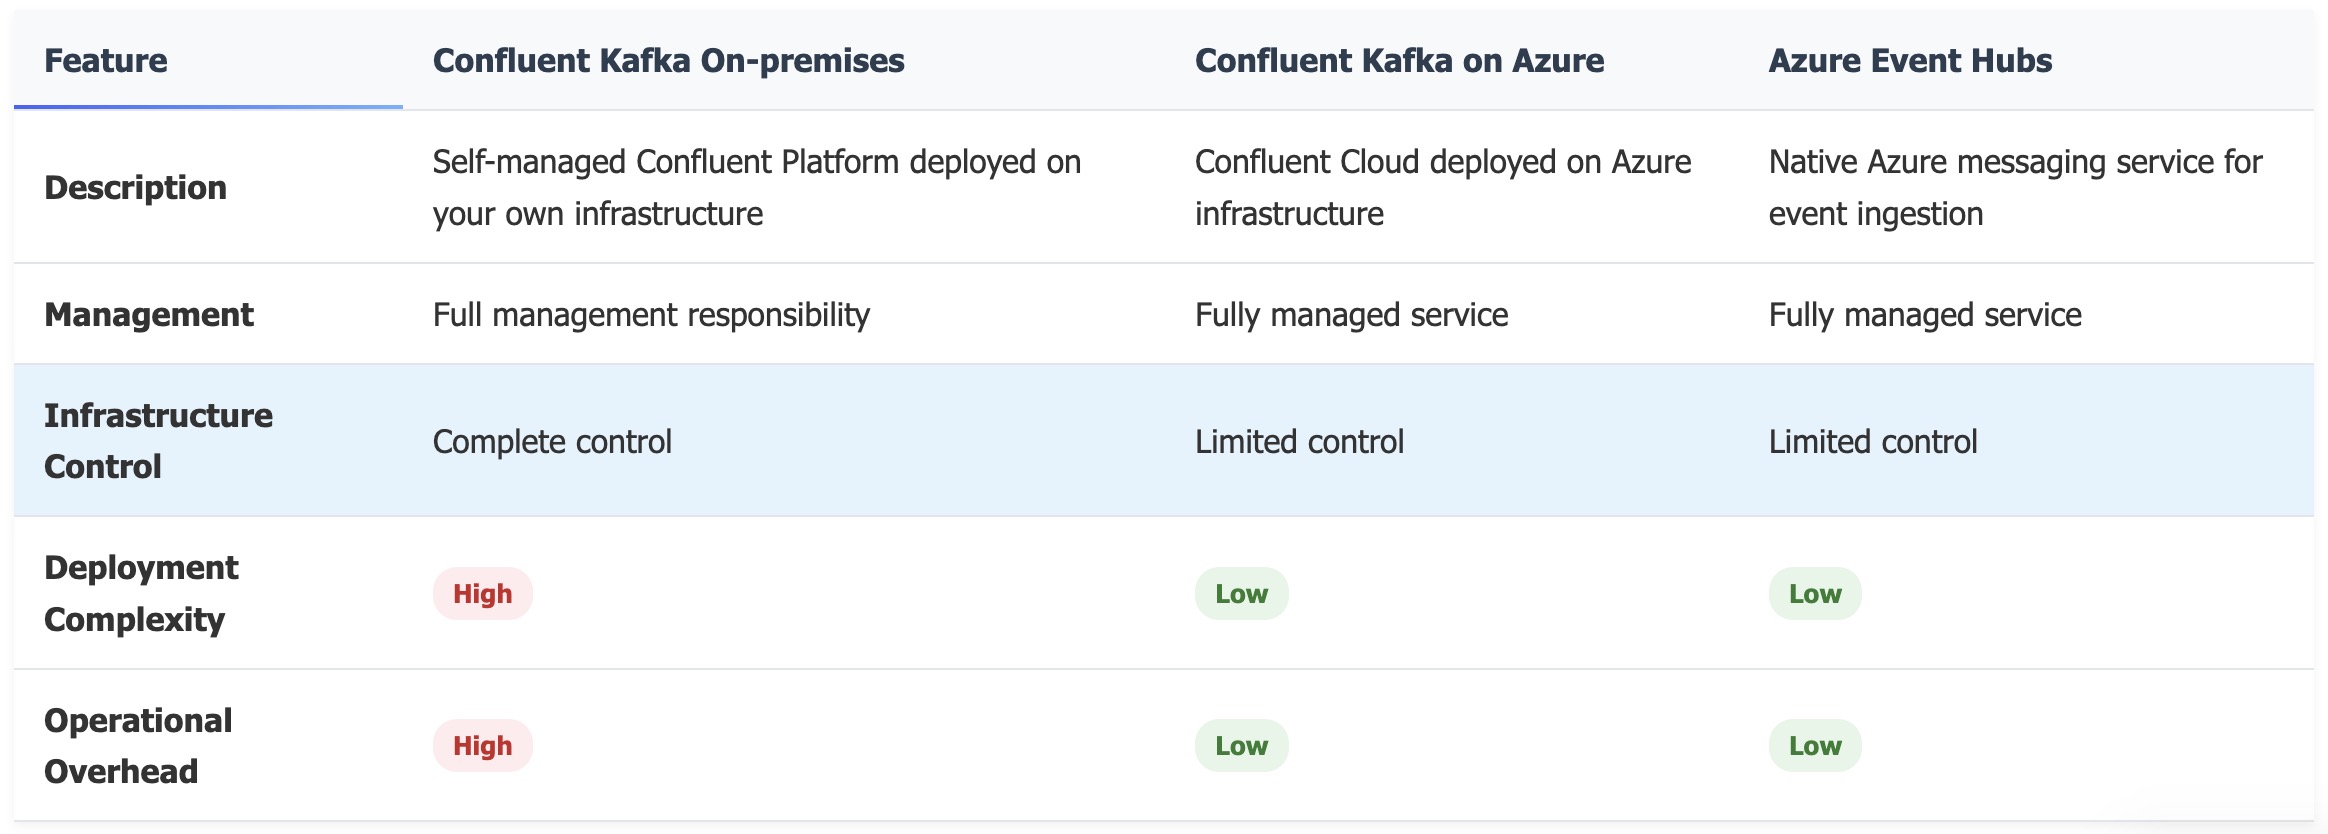 Feature Confluent Kafka On-premises Confluent Kafka on Azure Azure Event Hubs
Description
Self-managed Confluent Platform deployed on
your own infrastructure
Confluent Cloud deployed on Azure
infrastructure
Native Azure messaging service for
event ingestion
Management Full management responsibility Fully managed service Fully managed service
Infrastructure
Control
Complete control Limited control Limited control
Deployment
Complexity
High Low Low
Operational
Overhead
High Low Low